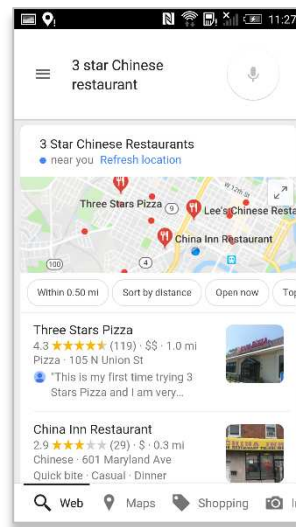 11:27
3 star Chinese
restaurant
3 Star Chinese Restaurants
near you Refresh location
W 12th St
Three Stars Pizza
9
Lee's Chinese Resta
China Inn Restaurant
100
4
Within 0.50 mi
Sort by distance
Open now
Top
Three Stars Pizza
4.3 ★★★★★ (119) · $$ · 1.0 mi
Pizza · 105 N Union St
"This is my first time trying 3
Stars Pizza and I am very...
China Inn Restaurant
2.9 ★★★★★ (29) · $ · 0.3 mi
Chinese · 601 Maryland Ave
Quick bite · Casual · Dinner
Web
Maps
Shopping